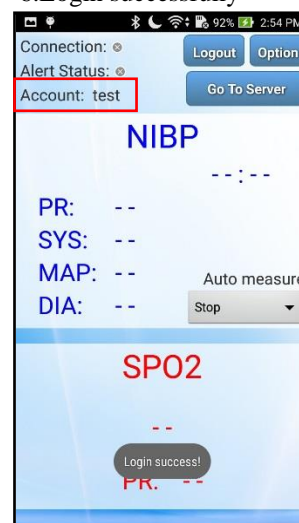 Login successfully
92% 2:54 PM
Connection:
Logout Option
Alert Status:
Account: test
Go To Server
NIBP
--:--
PR: --
SYS: --
MAP: --
Auto measure
DIA: --
Stop
SPO2
--
Login success!
PR. --